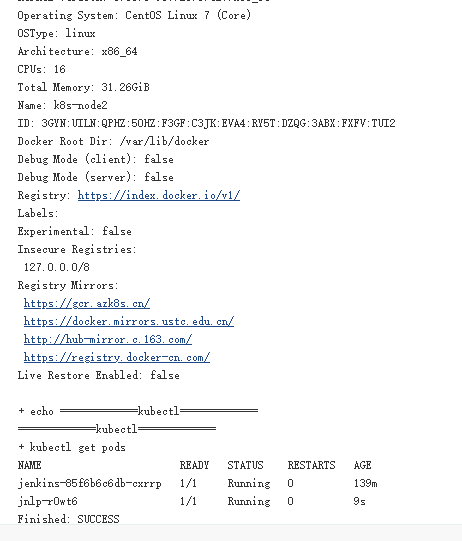 Operating System: CentOS Linux 7 (Core)
OSType: linux
Architecture: x86_64
CPUs: 16
Total Memory: 31.26GiB
Name: k8s-node2
ID: 3GYN:UILN:QPHZ:5OHZ:F3GF:C3JK:EVA4:RY5T:DZQG:3ABX:FXFV:TUI2
Docker Root Dir: /var/lib/docker
Debug Mode (client): false
Debug Mode (server): false
Registry: https://index.docker.io/v1/
Labels:
Experimental: false
Insecure Registries:
127.0.0.0/8
Registry Mirrors:
https://gcr.azk8s.cn/
https://docker.mirrors.ustc.edu.cn/
http://hub-mirror.c.163.com/
https://registry.docker-cn.com/
Live Restore Enabled: false
+ echo =============kubectl=============
=============kubectl=============
+ kubectl get pods
NAME READY STATUS RESTARTS AGE
jenkins-85f6b6c6db-cxrrp 1/1 Running 0 139m
jnlp-r0wt6 1/1 Running 0 9s
Finished: SUCCESS